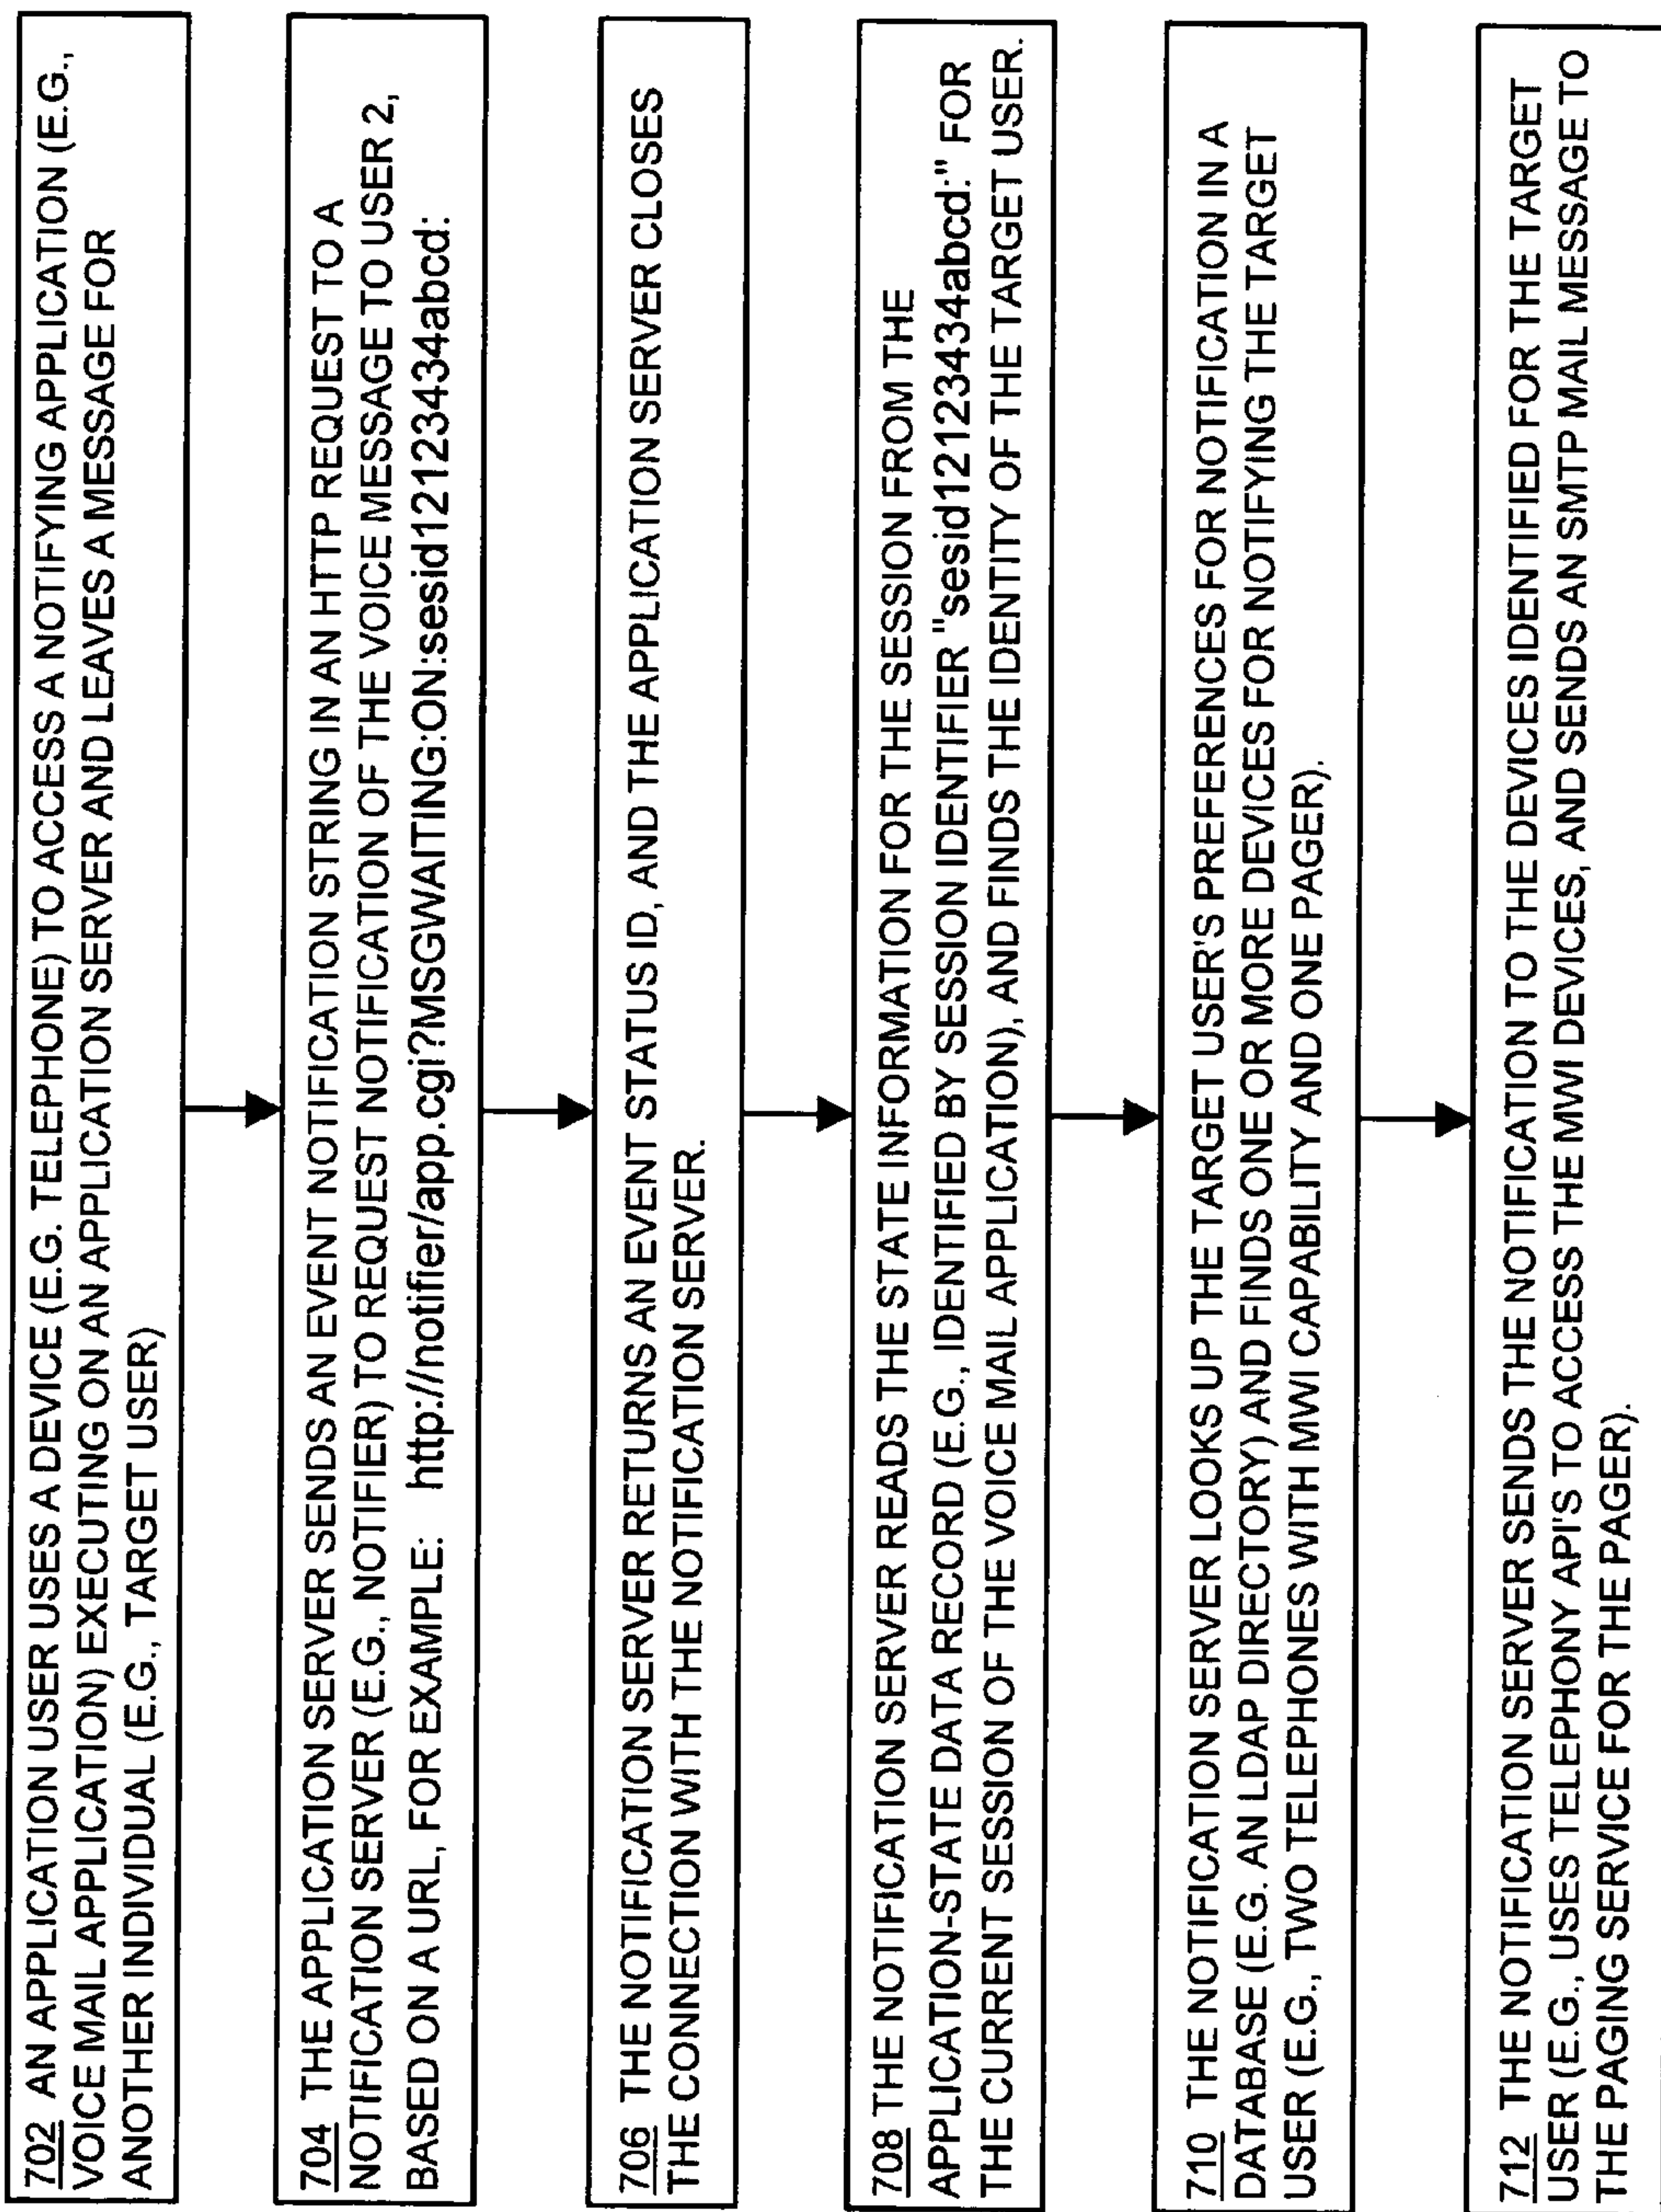 702 AN APPLICATION USER USES A DEVICE (E.G. TELEPHONE) TO ACCESS A NOTIFYING APPLICATION (E.G.,
VOICE MAIL APPLICATION) EXECUTING ON AN APPLICATION SERVER AND LEAVES A MESSAGE FOR
ANOTHER INDIVIDUAL (E.G., TARGET USER)
704 THE APPLICATION SERVER SENDS AN EVENT NOTIFICATION STRING IN AN HTTP REQUEST TO A
NOTIFICATION SERVER (E.G., NOTIFIER) TO REQUEST NOTIFICATION OF THE VOICE MESSAGE TO USER 2,
BASED ON A URL, FOR EXAMPLE: http://notifier/app.cgi?MSGWAITING:ON:sesid12123434abcd:
706 THE NOTIFICATION SERVER RETURNS AN EVENT STATUS ID, AND THE APPLICATION SERVER CLOSES
THE CONNECTION WITH THE NOTIFICATION SERVER.
708 THE NOTIFICATION SERVER READS THE STATE INFORMATION FOR THE SESSION FROM THE
APPLICATION-STATE DATA RECORD (E.G., IDENTIFIED BY SESSION IDENTIFIER "sesid12123434abcd:" FOR
THE CURRENT SESSION OF THE VOICE MAIL APPLICATION), AND FINDS THE IDENTITY OF THE TARGET USER.
710 THE NOTIFICATION SERVER LOOKS UP THE TARGET USER'S PREFERENCES FOR NOTIFICATION IN A
DATABASE (E.G. AN LDAP DIRECTORY) AND FINDS ONE OR MORE DEVICES FOR NOTIFYING THE TARGET
USER (E.G., TWO TELEPHONES WITH MWI CAPABILITY AND ONE PAGER).
712 THE NOTIFICATION SERVER SENDS THE NOTIFICATION TO THE DEVICES IDENTIFIED FOR THE TARGET
USER (E.G., USES TELEPHONY API'S TO ACCESS THE MWI DEVICES, AND SENDS AN SMTP MAIL MESSAGE TO
THE PAGING SERVICE FOR THE PAGER).